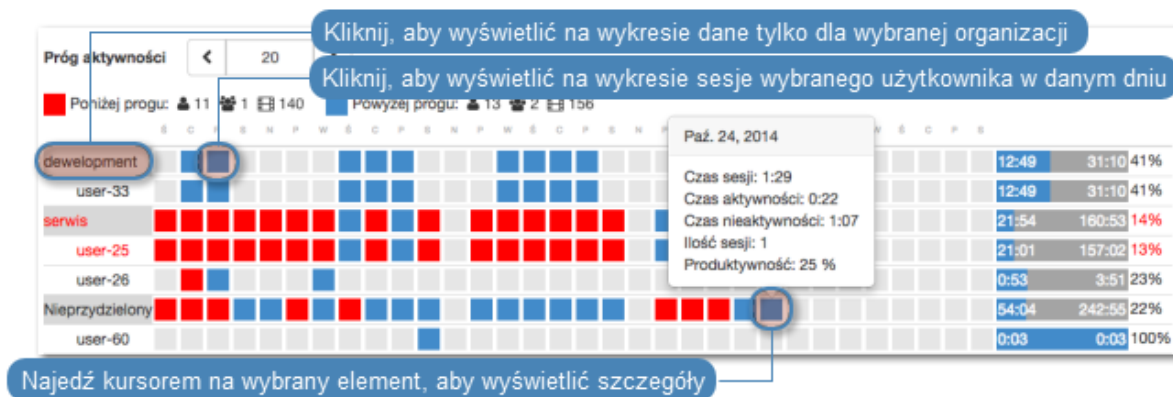 Kliknij, aby wyświetlić na wykresie dane tylko dla wybranej organizacji
Próg aktywności 20
Kliknij, aby wyświetlić na wykresie sesje wybranego użytkownika w danym dniu
Poniżej progu: 11 1 140 Powyżej progu: 13 2 156
Ś C P S N P W Ś C P S N P W Ś C P S N P W Ś C P S
Paź. 24, 2014
dewelopment 12:49 31:10 41%
Czas sesji: 1:29
Czas aktywności: 0:22
user-33 12:49 31:10 41%
Czas nieaktywności: 1:07
serwis 21:54 160:53 14%
Ilość sesji: 1
user-25 21:01 157:02 13%
Produktywność: 25 %
user-26 0:53 3:51 23%
Nieprzydzielony 54:04 242:55 22%
user-60 0:03 0:03 100%
Najedź kursorem na wybrany element, aby wyświetlić szczegóły